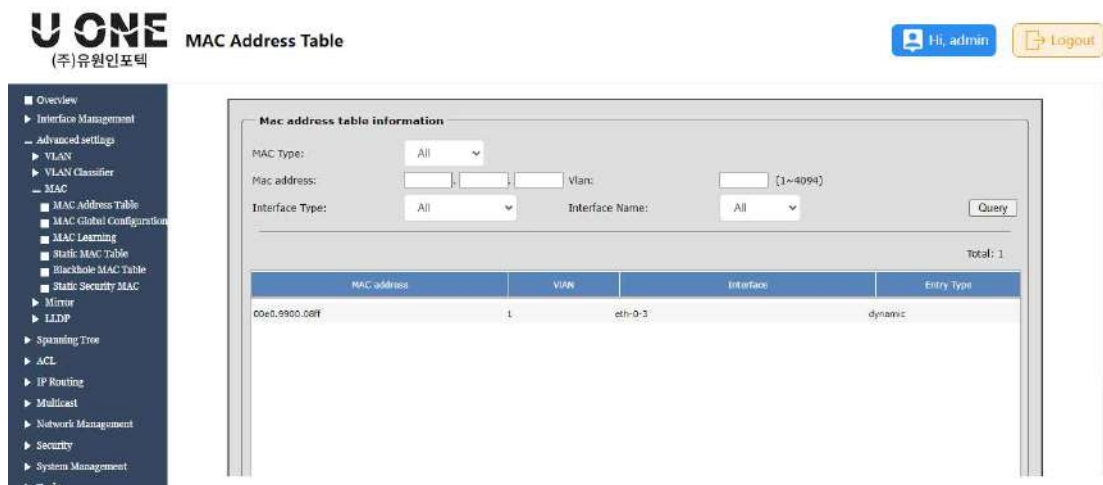 U ONE
(주)유원인포텍
MAC Address Table
Hi, admin
Logout
Overview
Interface Management
Advanced settings
VLAN
VLAN Classifier
MAC
MAC Address Table
MAC Global Configuration
MAC Learning
Static MAC Table
Blackhole MAC Table
Static Security MAC
Mirror
LLDP
Spanning Tree
ACL
IP Routing
Multicast
Network Management
Security
System Management
Mac address table information
MAC Type: All
Mac address: . . Vlan: (1~4094)
Interface Type: All Interface Name: All Query
Total: 1
MAC address VlAN Interface Entry Type
00e0.9900.08ff 1 eth-0-3 dynamic